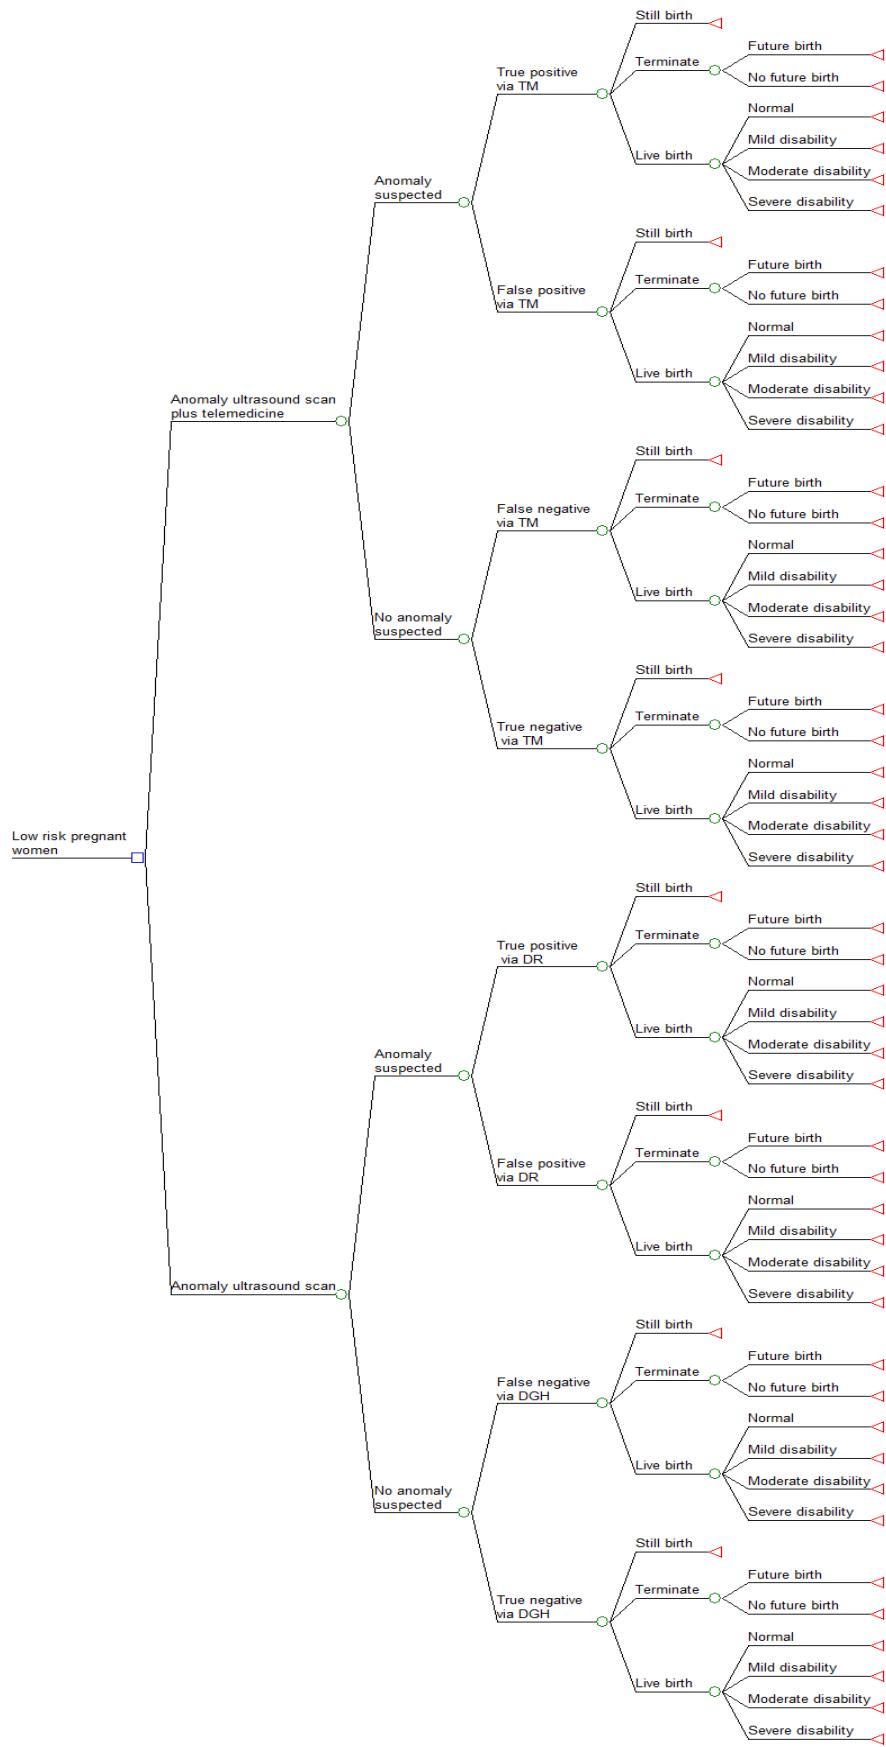 Still birth
Future birth
Terminate
True positive
via TM
No future birth
Normal
Mild disability
Live birth
Moderate disability
Anomaly
suspected
Severe disability
Still birth
Future birth
Terminate
False positive
via TM
No future birth
Normal
Mild disability
Live birth
Moderate disability
Anomaly ultrasound scan
plus telemedicine
Severe disability
Still birth
Future birth
Terminate
False negative
via TM
No future birth
Normal
Mild disability
Live birth
Moderate disability
No anomaly
suspected
Severe disability
Still birth
Future birth
Terminate
True negative
via TM
No future birth
Normal
Mild disability
Live birth
Moderate disability
Low risk pregnant
women
Severe disability
Still birth
Future birth
Terminate
True positive
via DR
No future birth
Normal
Mild disability
Live birth
Moderate disability
Anomaly
suspected
Severe disability
Still birth
Future birth
Terminate
False positive
via DR
No future birth
Normal
Mild disability
Live birth
Moderate disability
Anomaly ultrasound scan
Severe disability
Still birth
Future birth
Terminate
False negative
via DGH
No future birth
Normal
Mild disability
Live birth
Moderate disability
No anomaly
suspected
Severe disability
Still birth
Future birth
Terminate
True negative
via DGH
No future birth
Normal
Mild disability
Live birth
Moderate disability
Severe disability